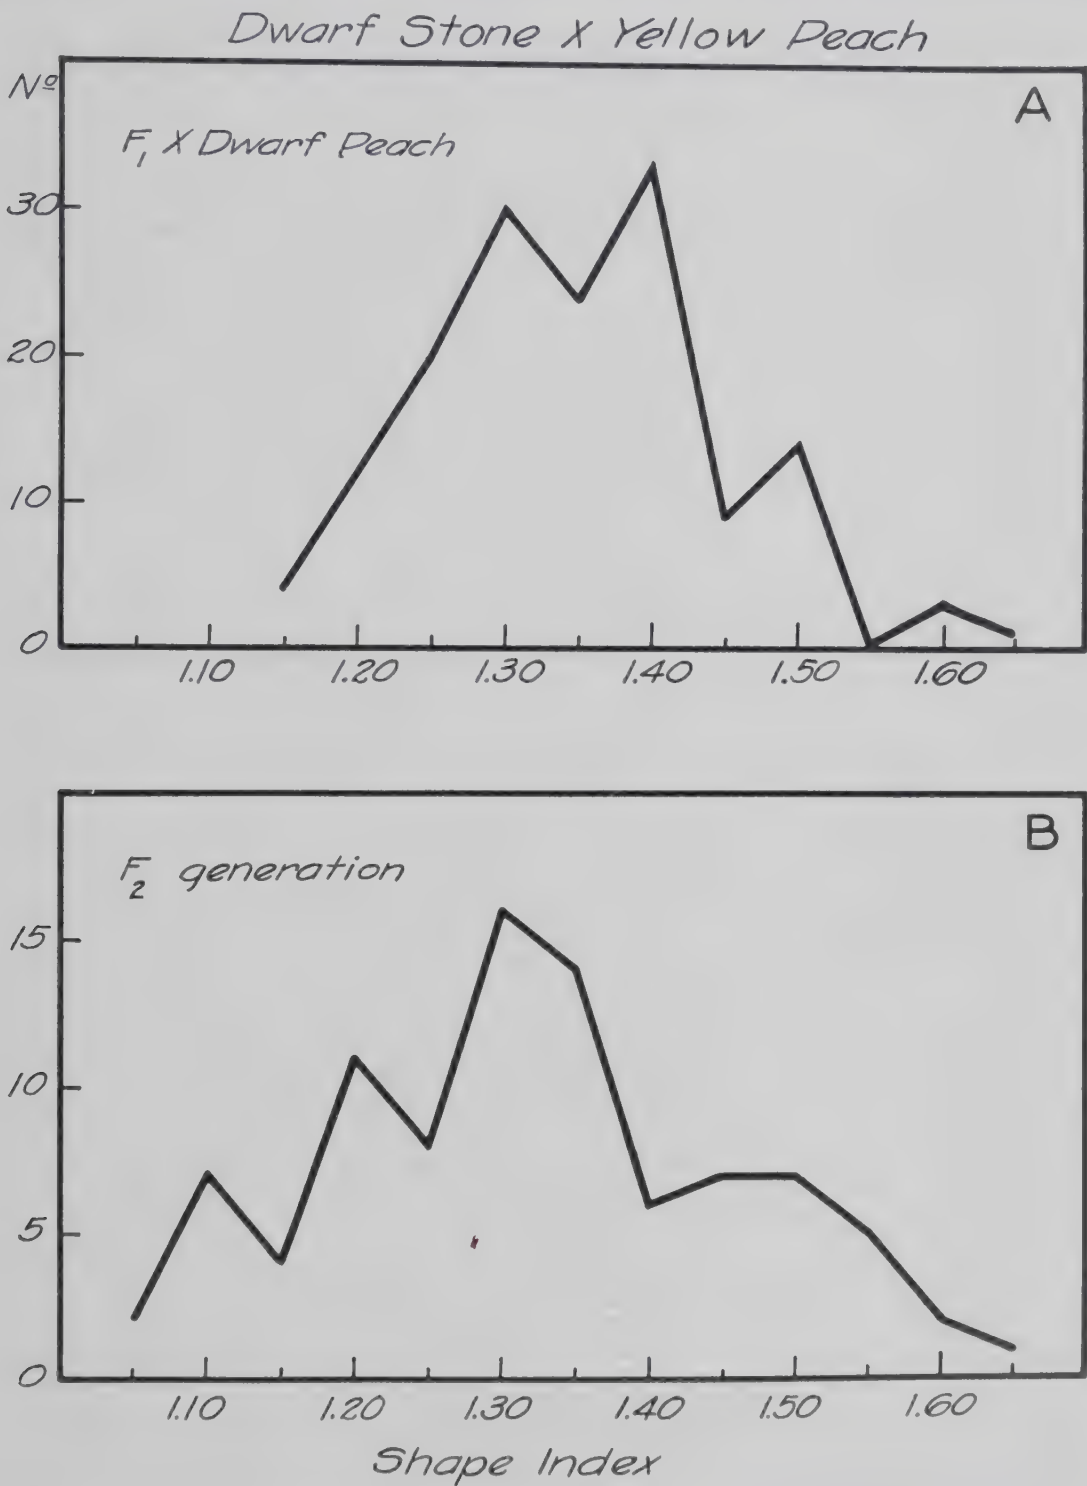 Dwarf Stone X Yellow Peach
Nº
A
F₁ X Dwarf Peach
30
20
10
0
1.10 1.20 1.30 1.40 1.50 1.60
B
F₂ generation
15
10
5
0
1.10 1.20 1.30 1.40 1.50 1.60
Shape Index